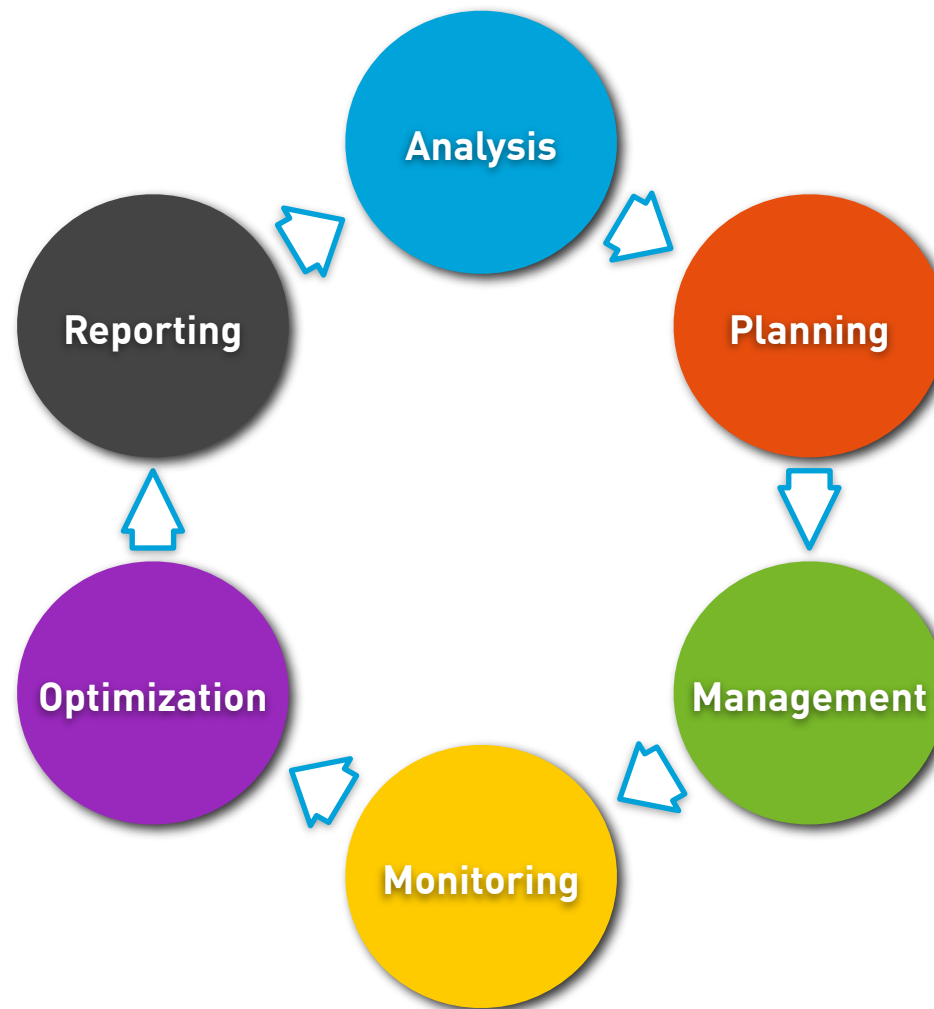 Analysis
Planning
Management
Monitoring
Optimization
Reporting